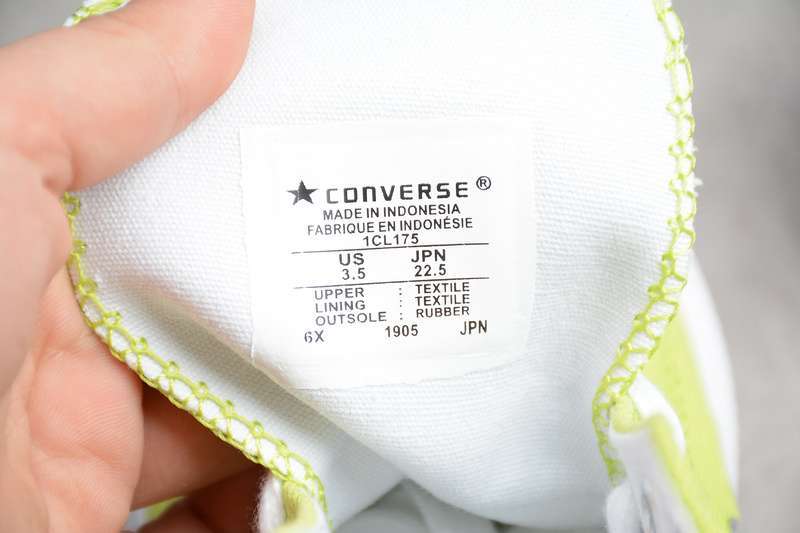 ★ CONVERSE®
MADE IN INDONESIA
FABRIQUE EN INDONÉSIE
1CL175
US JPN
3.5 22.5
UPPER : TEXTILE
LINING : TEXTILE
OUTSOLE : RUBBER
6X 1905 JPN